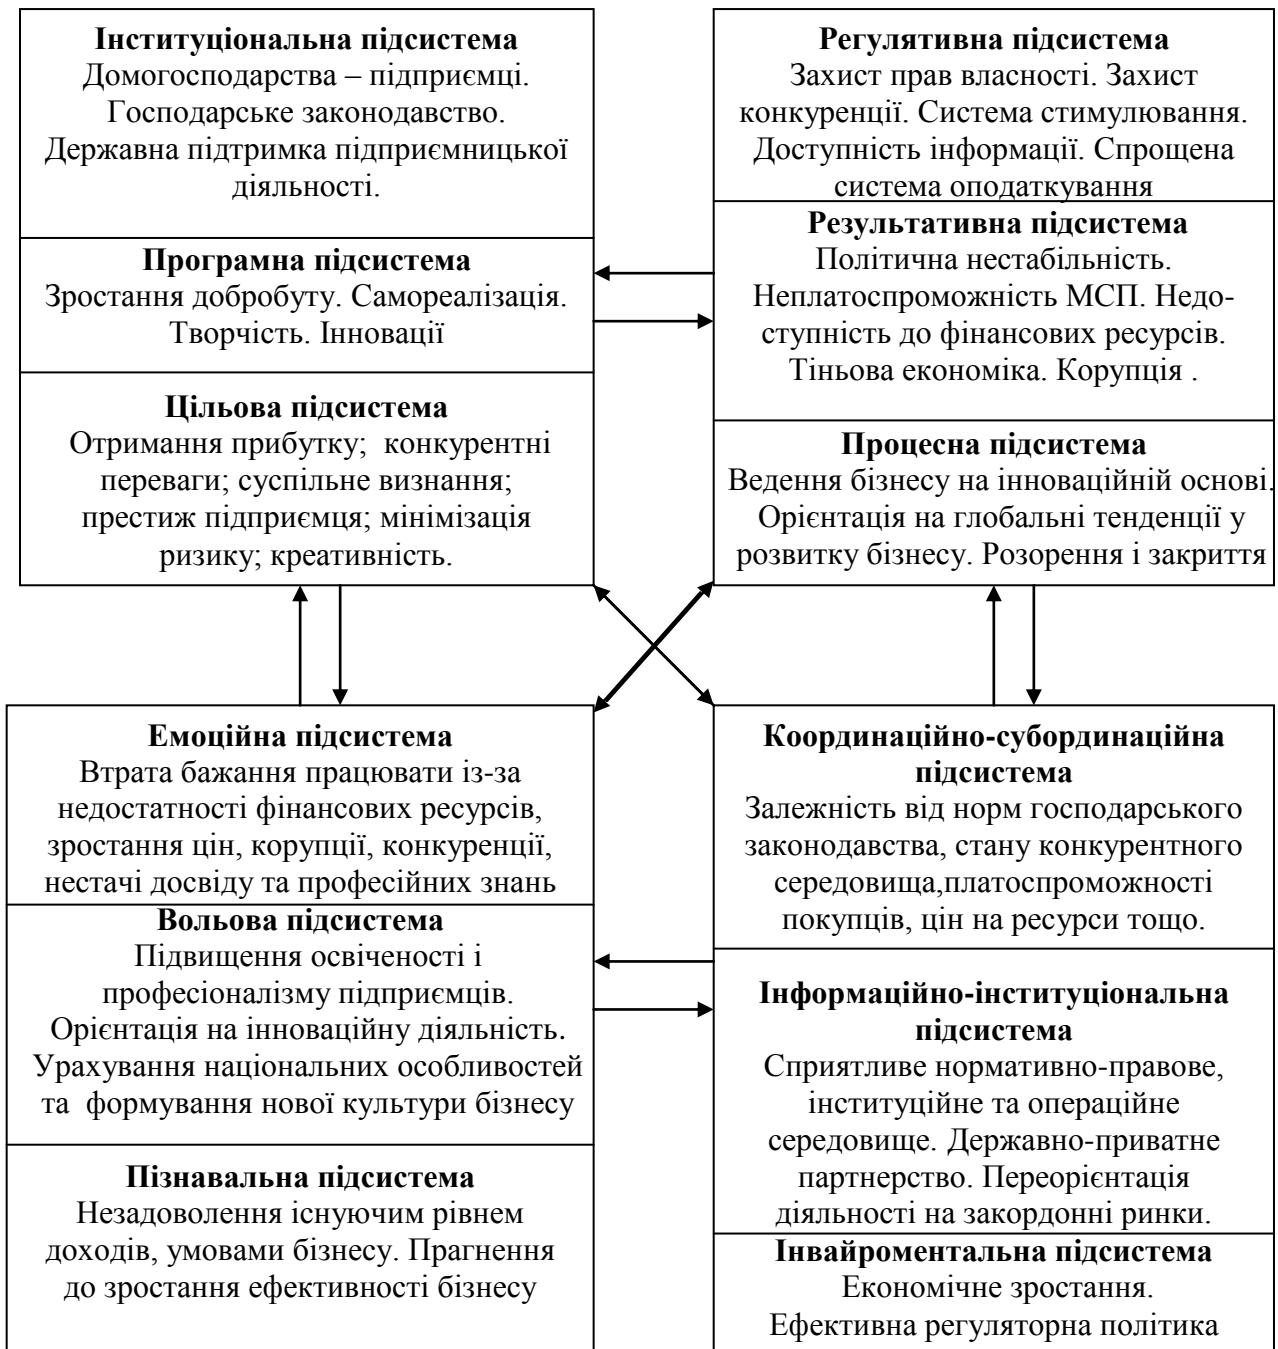 Інституціональна підсистема
Домогосподарства – підприємці.
Господарське законодавство.
Державна підтримка підприємницької
діяльності.
Програмна підсистема
Зростання добробуту. Самореалізація.
Творчість. Інновації
Цільова підсистема
Отримання прибутку;  конкурентні
переваги; суспільне визнання;
престиж підприємця; мінімізація
ризику; креативність.
Регулятивна підсистема
Захист прав власності. Захист
конкуренції. Система стимулювання.
Доступність інформації. Спрощена
система оподаткування
Результативна підсистема
Політична нестабільність.
Неплатоспроможність МСП. Недо-
ступність до фінансових ресурсів.
Тіньова економіка. Корупція .
Процесна підсистема
Ведення бізнесу на інноваційній основі.
Орієнтація на глобальні тенденції у
розвитку бізнесу. Розорення і закриття
Емоційна підсистема
Втрата бажання працювати із-за
недостатності фінансових ресурсів,
зростання цін, корупції, конкуренції,
нестачі досвіду та професійних знань
Вольова підсистема
Підвищення освіченості і
професіоналізму підприємців.
Орієнтація на інноваційну діяльність.
Урахування національних особливостей
та  формування нової культури бізнесу
Пізнавальна підсистема
Незадоволення існуючим рівнем
доходів, умовами бізнесу. Прагнення
до зростання ефективності бізнесу
Координаційно-субординаційна
підсистема
Залежність від норм господарського
законодавства, стану конкурентного
середовища,платоспроможності
покупців, цін на ресурси тощо.
Інформаційно-інституціональна
підсистема
Сприятливе нормативно-правове,
інституційне та операційне
середовище. Державно-приватне
партнерство. Переорієнтація
діяльності на закордонні ринки.
Інвайроментальна підсистема
Економічне зростання.
Ефективна регуляторна політика